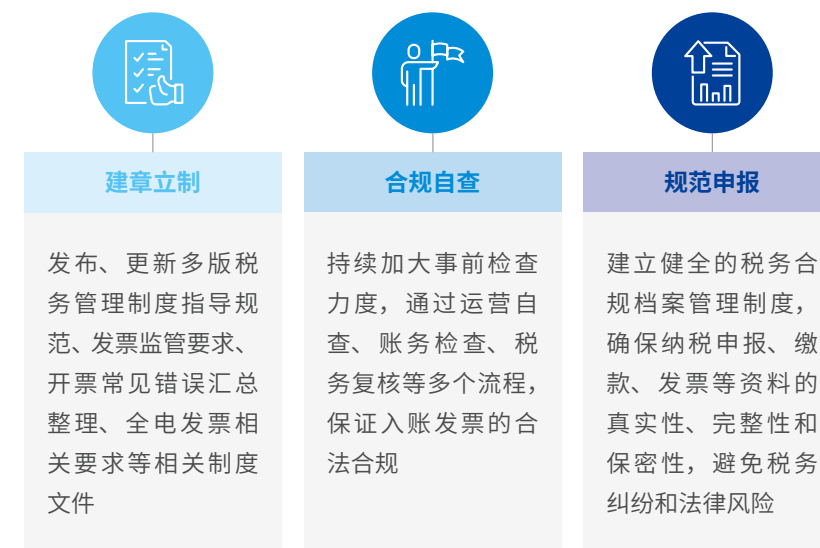 建章立制
发布、更新多版税
务管理制度指导规
范、发票监管要求、
开票常见错误汇总
整理、全电发票相
关要求等相关制度
文件
合规自查
持续加大事前检查
力度，通过运营自
查、账务检查、税
务复核等多个流程，
保证入账发票的合
法合规
规范申报
建立健全的税务合
规档案管理制度，
确保纳税申报、缴
款、发票等资料的
真实性、完整性和
保密性，避免税务
纠纷和法律风险